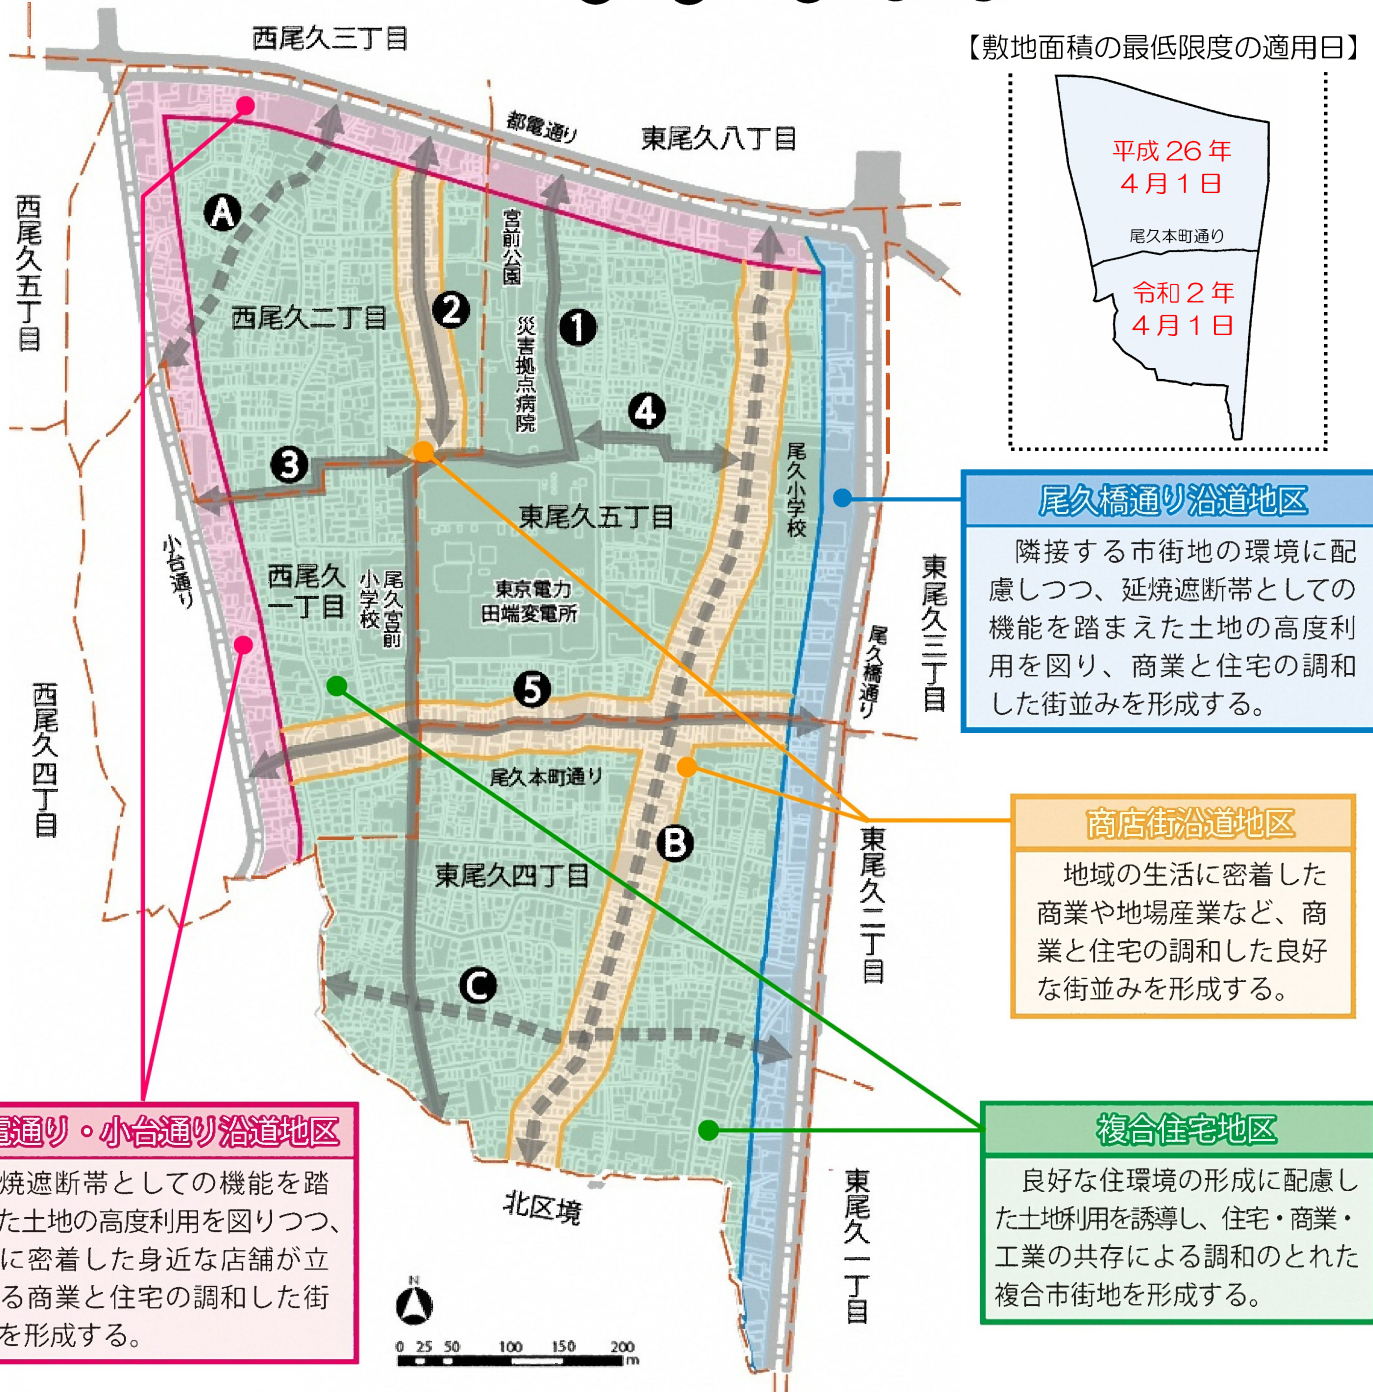 西尾久三丁目
【敷地面積の最低限度の適用日】
都電通り
東尾久八丁目
平成26年
4月1日
尾久本町通り
令和2年
4月1日
西尾久五丁目
A
宮前公園
西尾久二丁目
2
1
災害拠点病院
4
3
尾久小学校
東尾久五丁目
尾久橋通り沿道地区
隣接する市街地の環境に配
慮しつつ、延焼遮断帯としての
機能を踏まえた土地の高度利
用を図り、商業と住宅の調和
した街並みを形成する。
小台通り
西尾久
一丁目
尾久宮前
小学校
東京電力
田端変電所
東尾久三丁目
尾久橋通り
5
西尾久四丁目
尾久本町通り
商店街沿道地区
地域の生活に密着した
商業や地場産業など、商
業と住宅の調和した良好
な街並みを形成する。
B
東尾久四丁目
東尾久二丁目
C
電通り・小台通り沿道地区
焼遮断帯としての機能を踏
た土地の高度利用を図りつつ、
に密着した身近な店舗が立
る商業と住宅の調和した街
を形成する。
複合住宅地区
良好な住環境の形成に配慮し
た土地利用を誘導し、住宅・商業・
工業の共存による調和のとれた
複合市街地を形成する。
北区境
東尾久一丁目
N
0 25 50 100 150 200
m